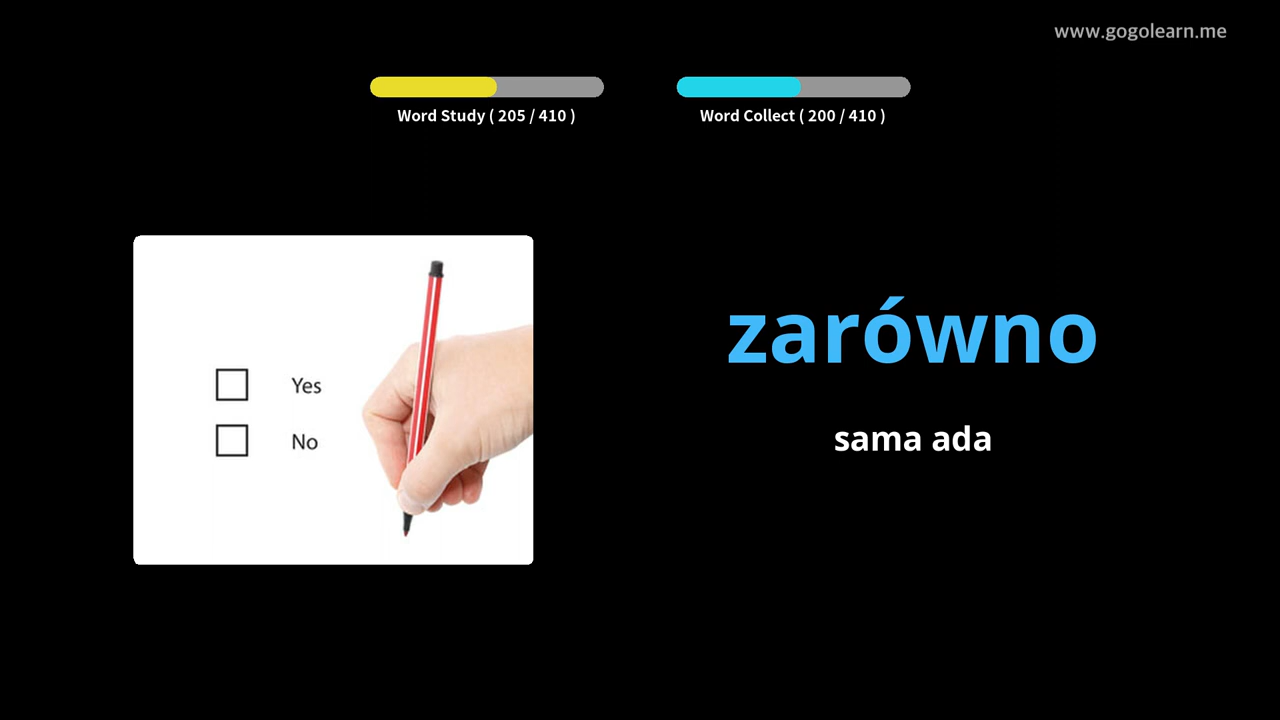 www.gogolearn.me
Word Study ( 205 / 410 )
Word Collect ( 200 / 410 )
Yes
No
zarówno
sama ada